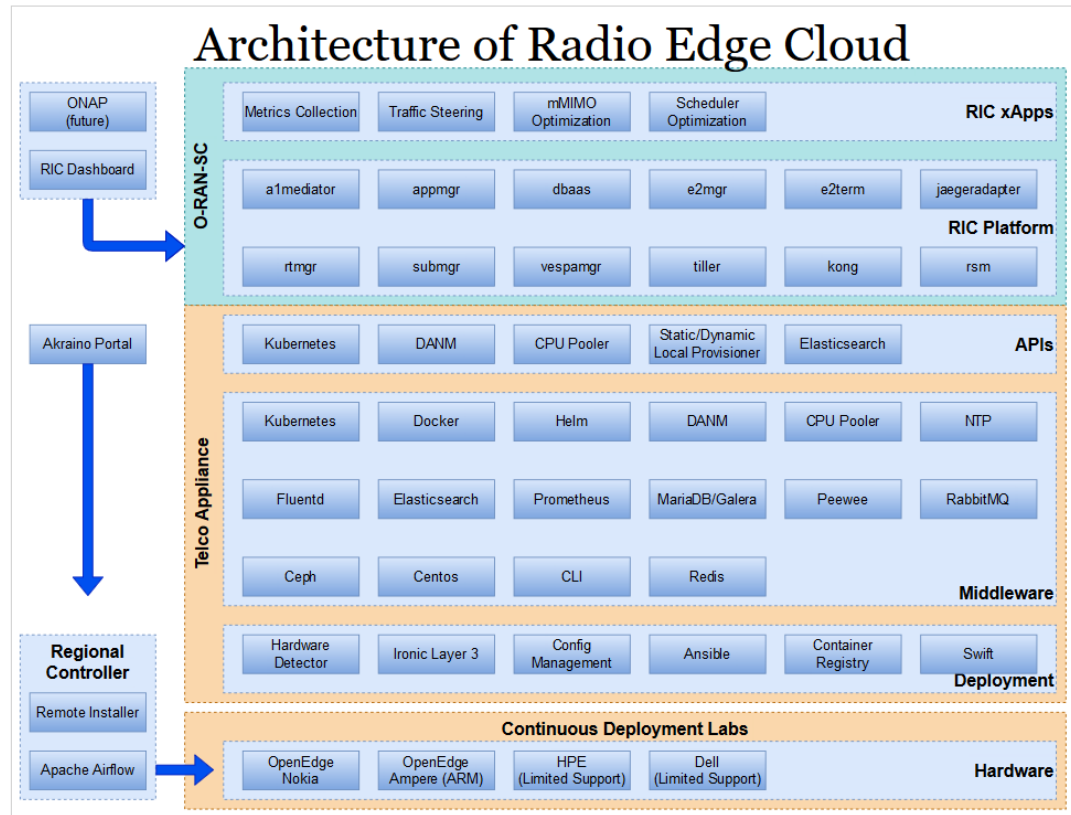 Architecture of Radio Edge Cloud
ONAP
(future)
RIC Dashboard
O-RAN-SC
Metrics Collection
Traffic Steering
mMIMO
Optimization
Scheduler
Optimization
RIC xApps
a1mediator
appmgr
dbaas
e2mgr
e2term
jaegeradapter
RIC Platform
rtmgr
submgr
vespamgr
tiller
kong
rsm
Akraino Portal
Telco Appliance
Kubernetes
DANM
CPU Pooler
Static/Dynamic
Local Provisioner
Elasticsearch
APIs
Kubernetes
Docker
Helm
DANM
CPU Pooler
NTP
Fluentd
Elasticsearch
Prometheus
MariaDB/Galera
Peewee
RabbitMQ
Ceph
Centos
CLI
Redis
Middleware
Hardware
Detector
Ironic Layer 3
Config
Management
Ansible
Container
Registry
Swift
Deployment
Regional
Controller
Remote Installer
Apache Airflow
Continuous Deployment Labs
OpenEdge
Nokia
OpenEdge
Ampere (ARM)
HPE
(Limited Support)
Dell
(Limited Support)
Hardware